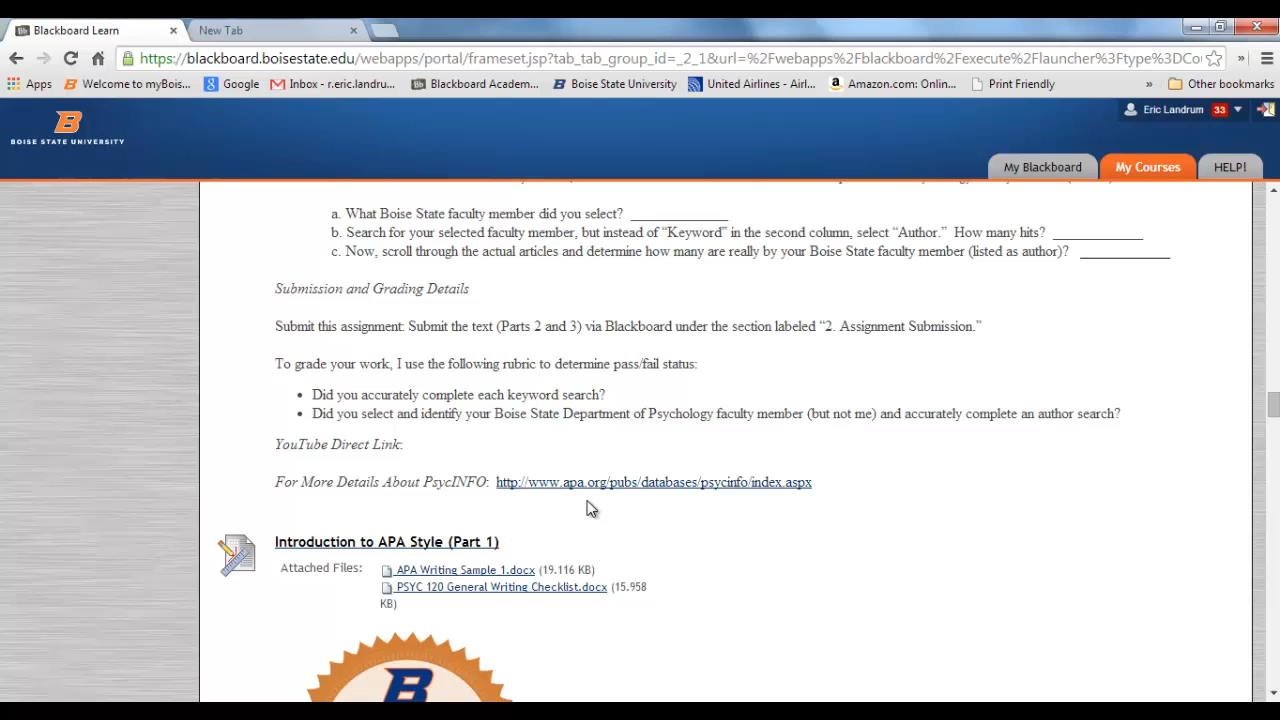 Blackboard Learn
New Tab
https://blackboard.boisestate.edu/webapps/portal/frameset.jsp?tab_tab_group_id=_2_1&url=%2Fwebapps%2Fblackboard%2Fexecute%2Flauncher%3Ftype%3DCou
Apps Welcome to myBois... Google Inbox - r.eric.landru... Blackboard Academ... Boise State University United Airlines - Airl... Amazon.com: Onlin... Print Friendly » Other bookmarks
B
BOISE STATE UNIVERSITY
Eric Landrum 33
My Blackboard My Courses HELP!
a. What Boise State faculty member did you select? ____________
b. Search for your selected faculty member, but instead of “Keyword” in the second column, select “Author.” How many hits? ____________
c. Now, scroll through the actual articles and determine how many are really by your Boise State faculty member (listed as author)? ____________
Submission and Grading Details
Submit this assignment: Submit the text (Parts 2 and 3) via Blackboard under the section labeled “2. Assignment Submission.”
To grade your work, I use the following rubric to determine pass/fail status:
• Did you accurately complete each keyword search?
• Did you select and identify your Boise State Department of Psychology faculty member (but not me) and accurately complete an author search?
YouTube Direct Link:
For More Details About PsycINFO: http://www.apa.org/pubs/databases/psycinfo/index.aspx
Introduction to APA Style (Part 1)
Attached Files: APA Writing Sample 1.docx (19.116 KB)
PSYC 120 General Writing Checklist.docx (15.958
KB)
B